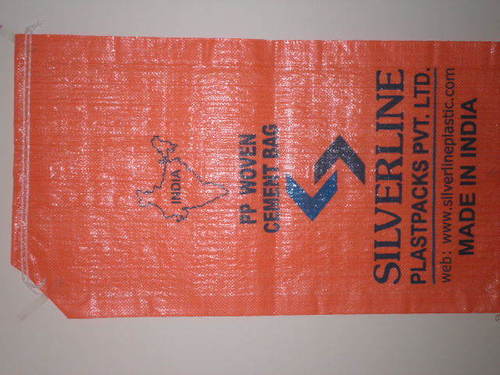 INDIA
PP WOVEN
CEMENT BAG
SILVERLINE
PLASTPACKS PVT. LTD.
web: www.silverlineplastic.com
MADE IN INDIA